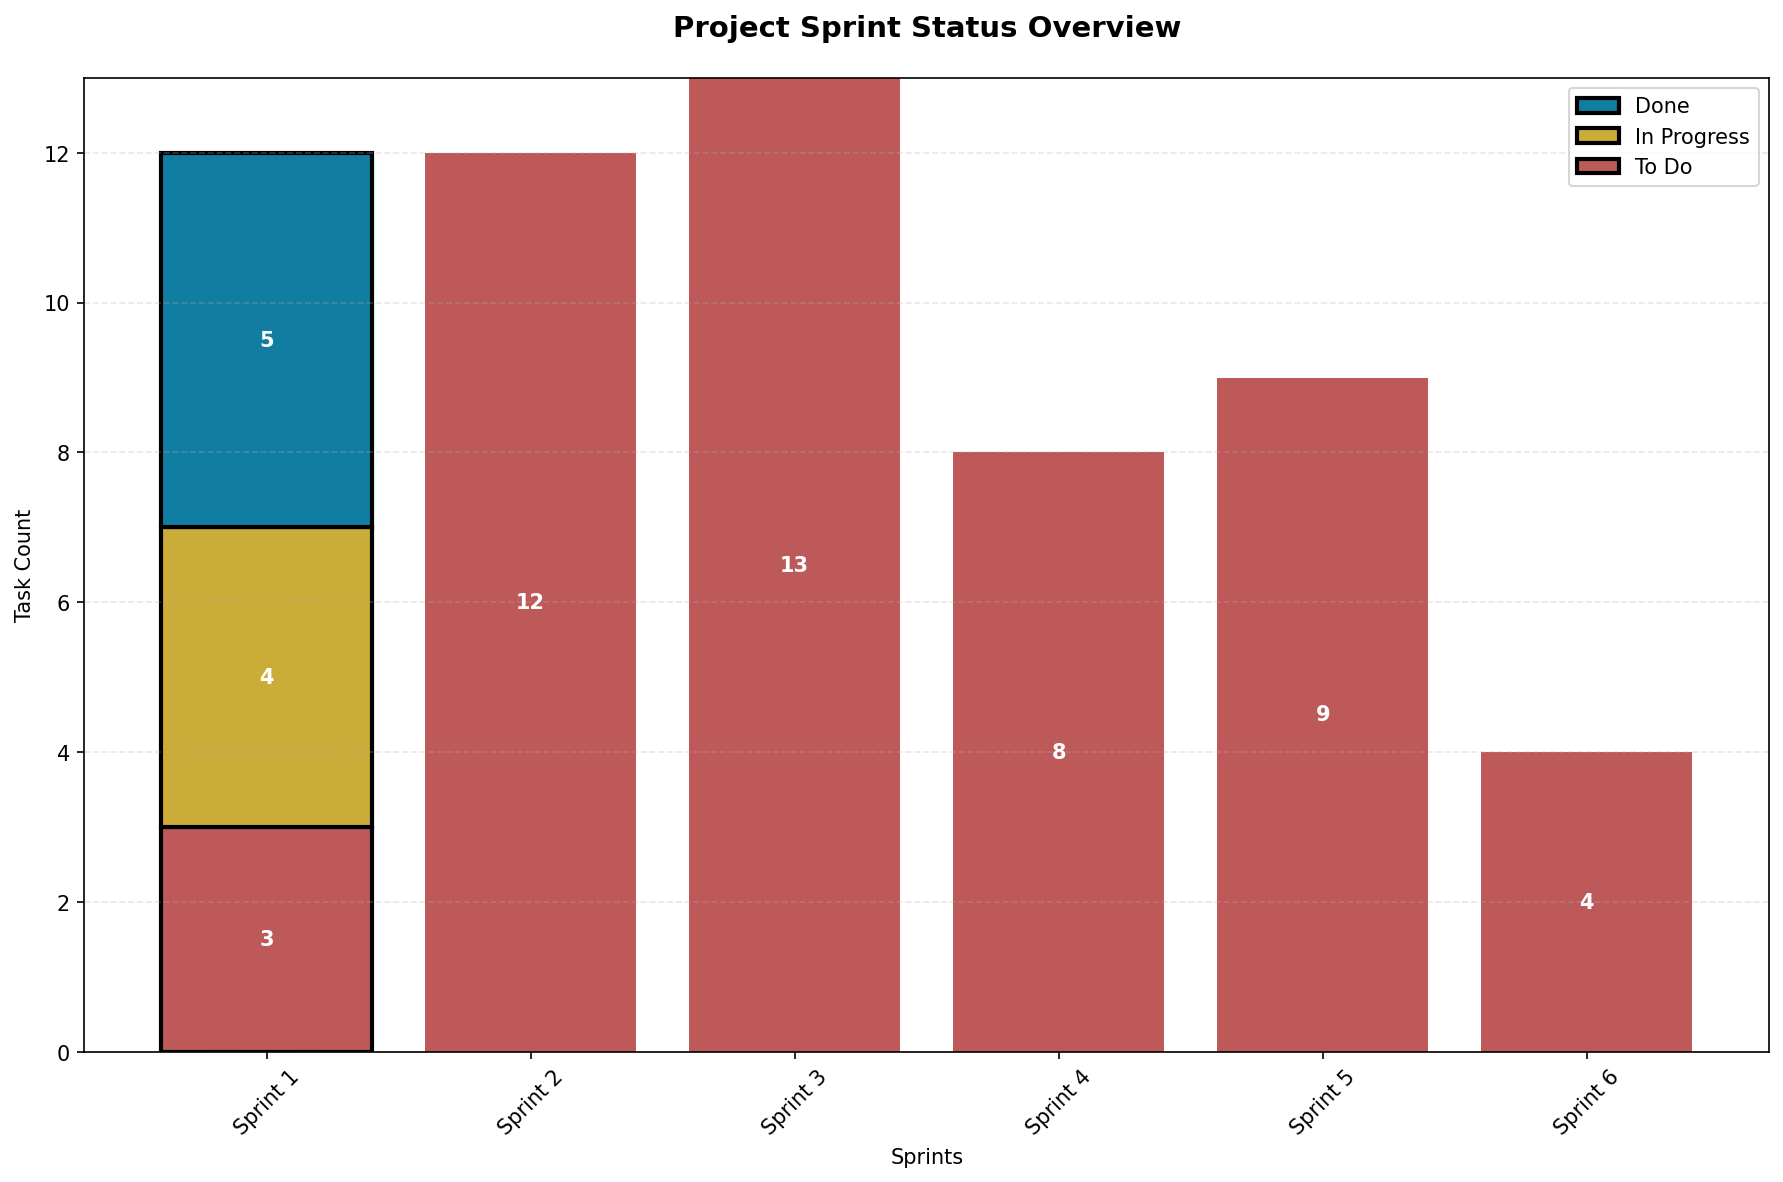 Project Sprint Status Overview
Done
In Progress
To Do
Task Count
12
10
8
6
4
2
0
5
4
3
12
13
8
9
4
Sprint 1
Sprint 2
Sprint 3
Sprint 4
Sprint 5
Sprint 6
Sprints